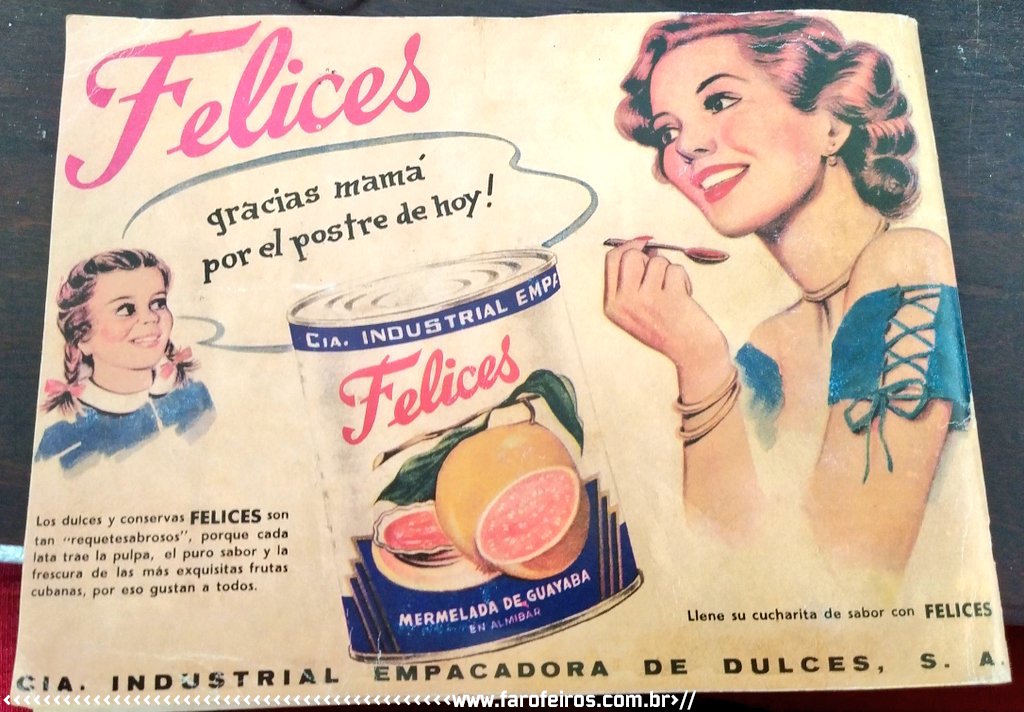 Felices
gracias mamá
por el postre de hoy!
CIA. INDUSTRIAL EMPA
Felices
MERMELADA DE GUAYABA
EN ALMIBAR
Los dulces y conservas FELICES son
tan "requetesabrosos", porque cada
lata trae la pulpa, el puro sabor y la
frescura de las más exquisitas frutas
cubanas, por eso gustan a todos.
Llene su cucharita de sabor con FELICES
CIA. INDUSTRIAL EMPACADORA DE DULCES, S. A.
www.farofeiros.com.br>//